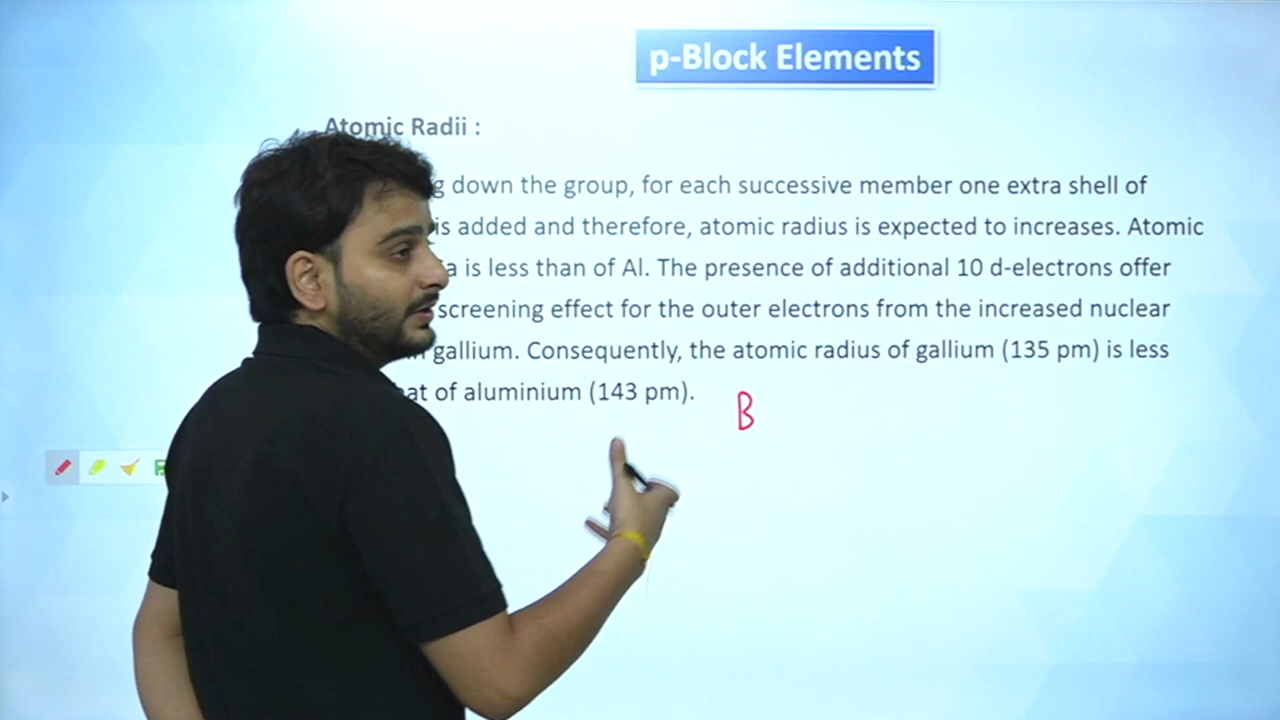 p-Block Elements
Atomic Radii :
g down the group, for each successive member one extra shell of
is added and therefore, atomic radius is expected to increases. Atomic
a is less than of Al. The presence of additional 10 d-electrons offer
screening effect for the outer electrons from the increased nuclear
gallium. Consequently, the atomic radius of gallium (135 pm) is less
at of aluminium (143 pm).
B